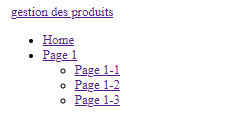 gestion des produits
Home
Page 1
Page 1-1
Page 1-2
Page 1-3